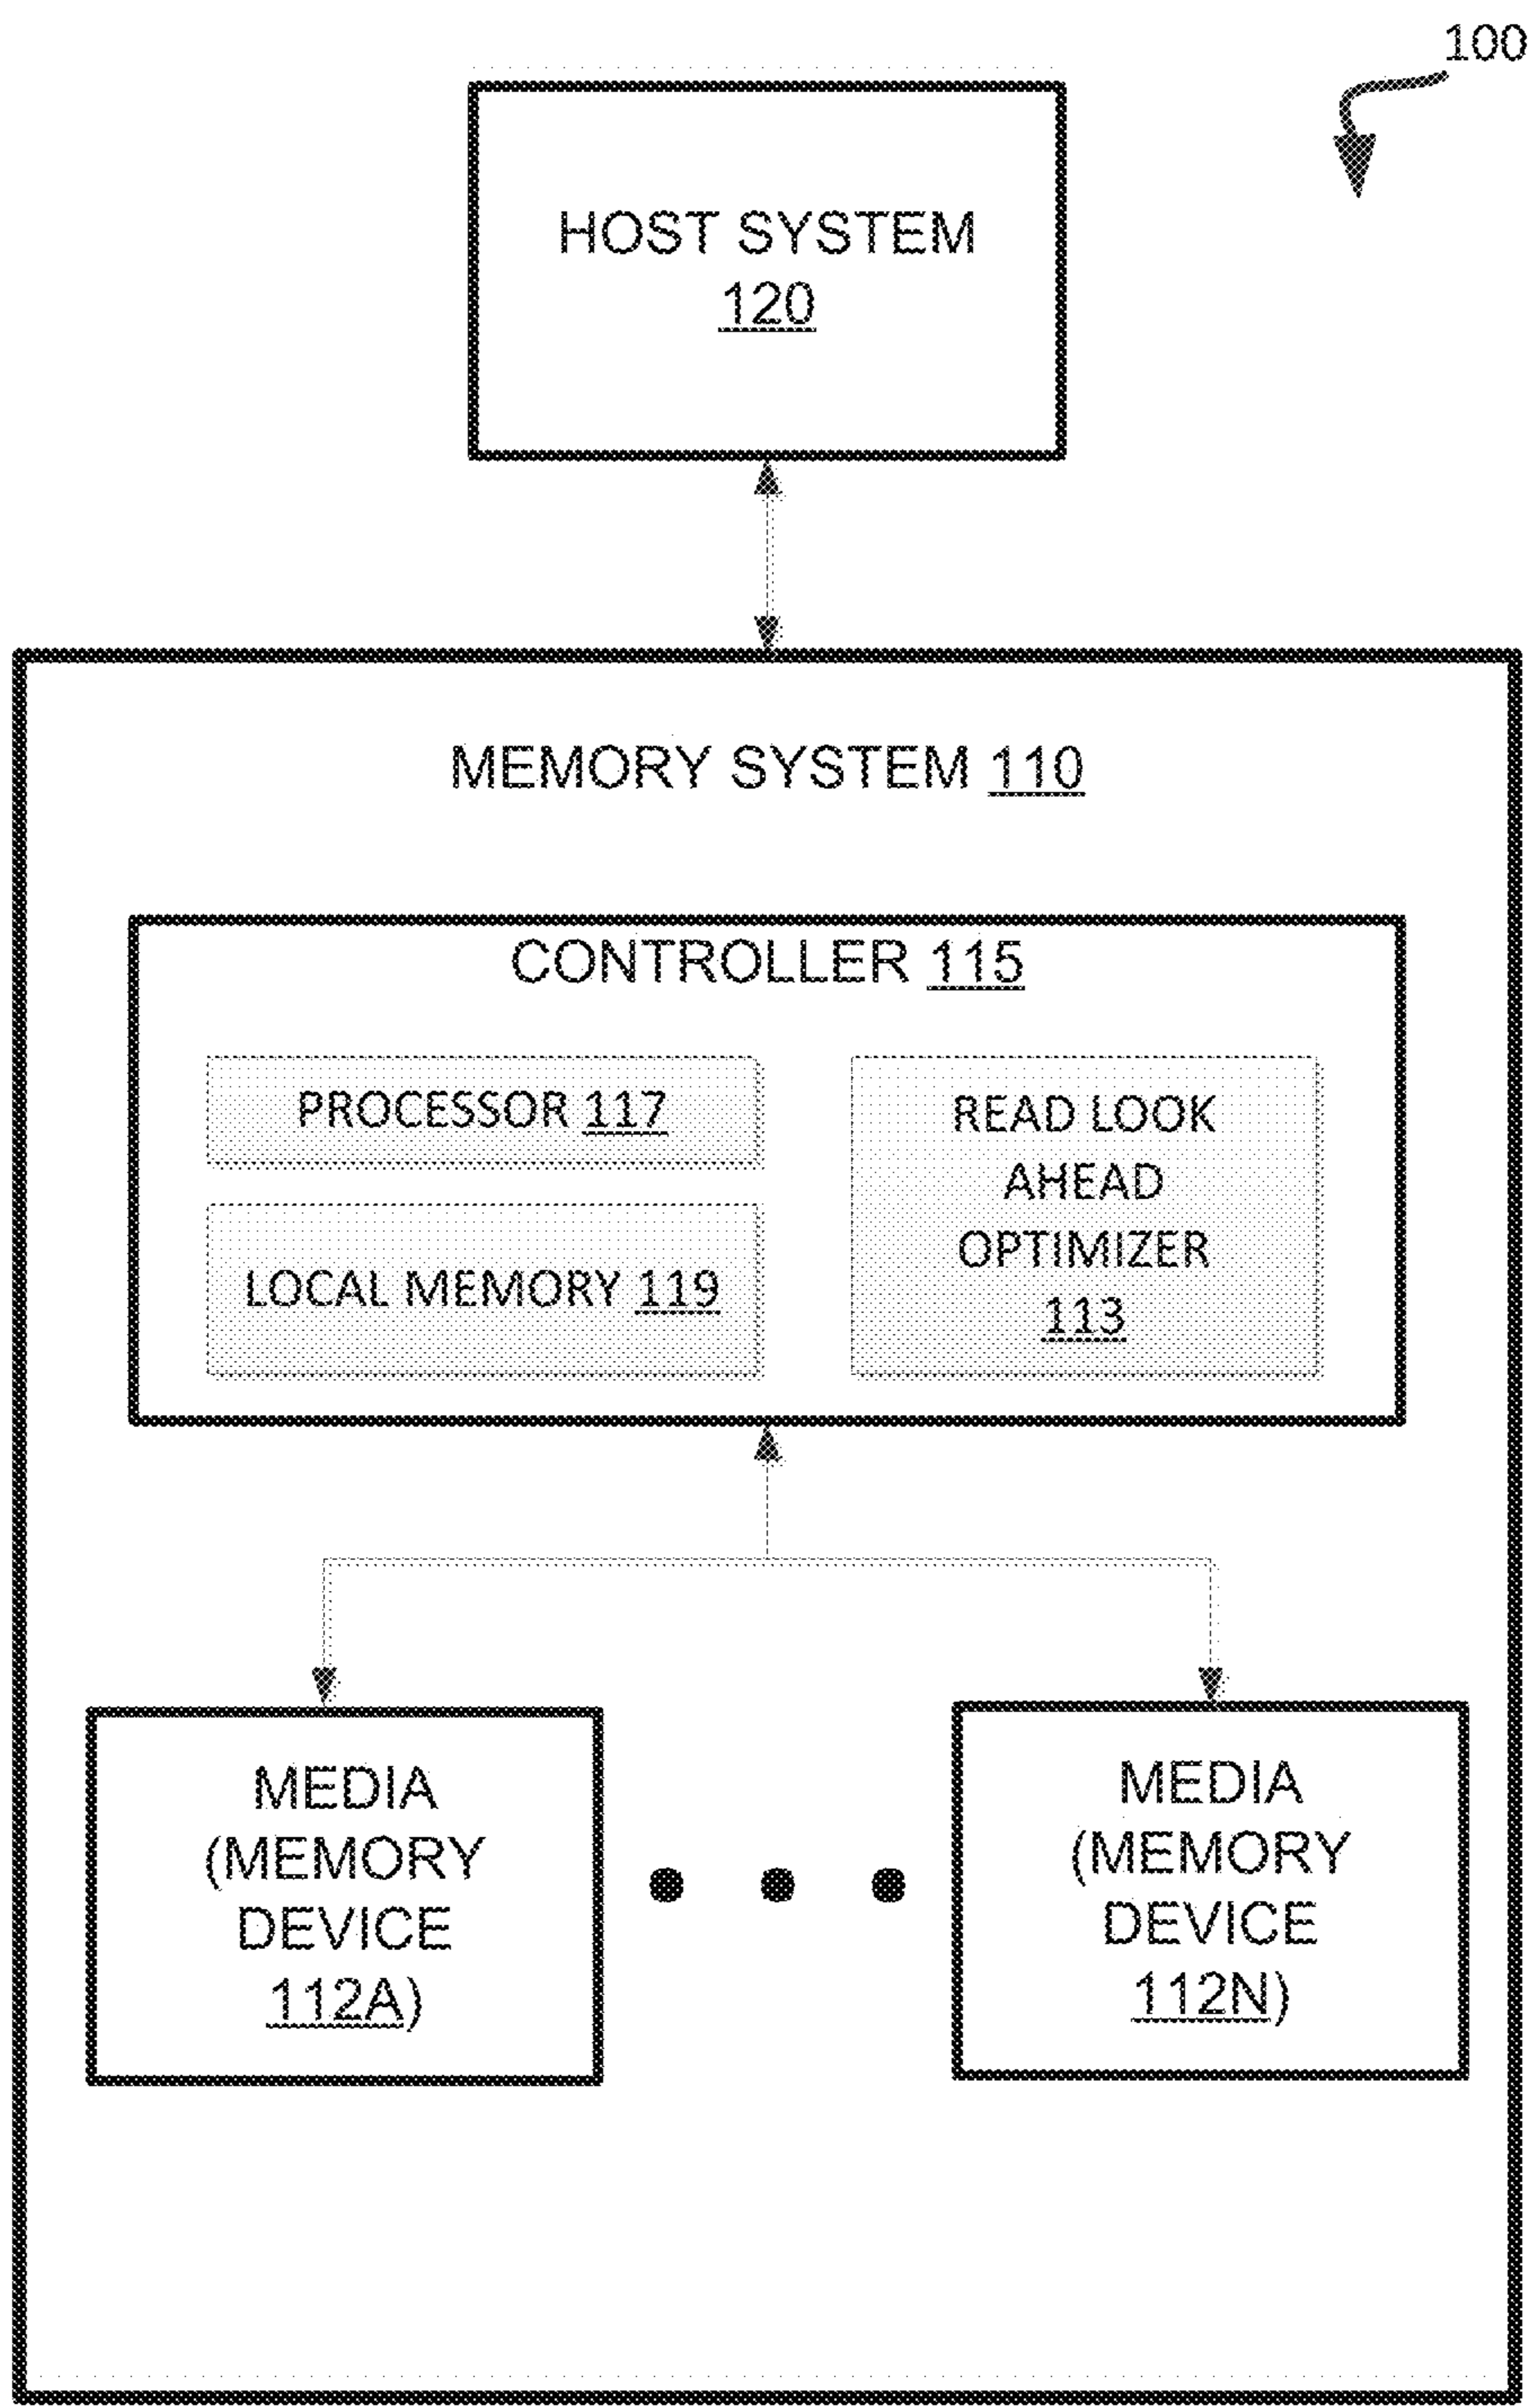 100
HOST SYSTEM
120
MEMORY SYSTEM 110
CONTROLLER 115
PROCESSOR 117
LOCAL MEMORY 119
READ LOOK
AHEAD
OPTIMIZER
113
MEDIA
(MEMORY
DEVICE
112A)
MEDIA
(MEMORY
DEVICE
112N)